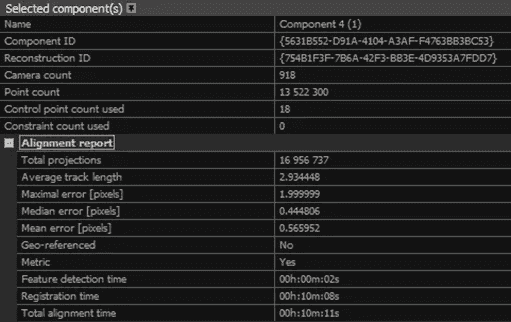 Selected component(s)
Name Component 4 (1)
Component ID {5631B552-D91A-4104-A3AF-F4763BB3BC53}
Reconstruction ID {754B1F3F-7B6A-42F3-BB3E-4D9353A7FDD7}
Camera count 918
Point count 13 522 300
Control point count used 18
Constraint count used 0
Alignment report
Total projections 16 956 737
Average track length 2.934448
Maximal error [pixels] 1.999999
Median error [pixels] 0.444806
Mean error [pixels] 0.565952
Geo-referenced No
Metric Yes
Feature detection time 00h:00m:02s
Registration time 00h:10m:08s
Total alignment time 00h:10m:11s